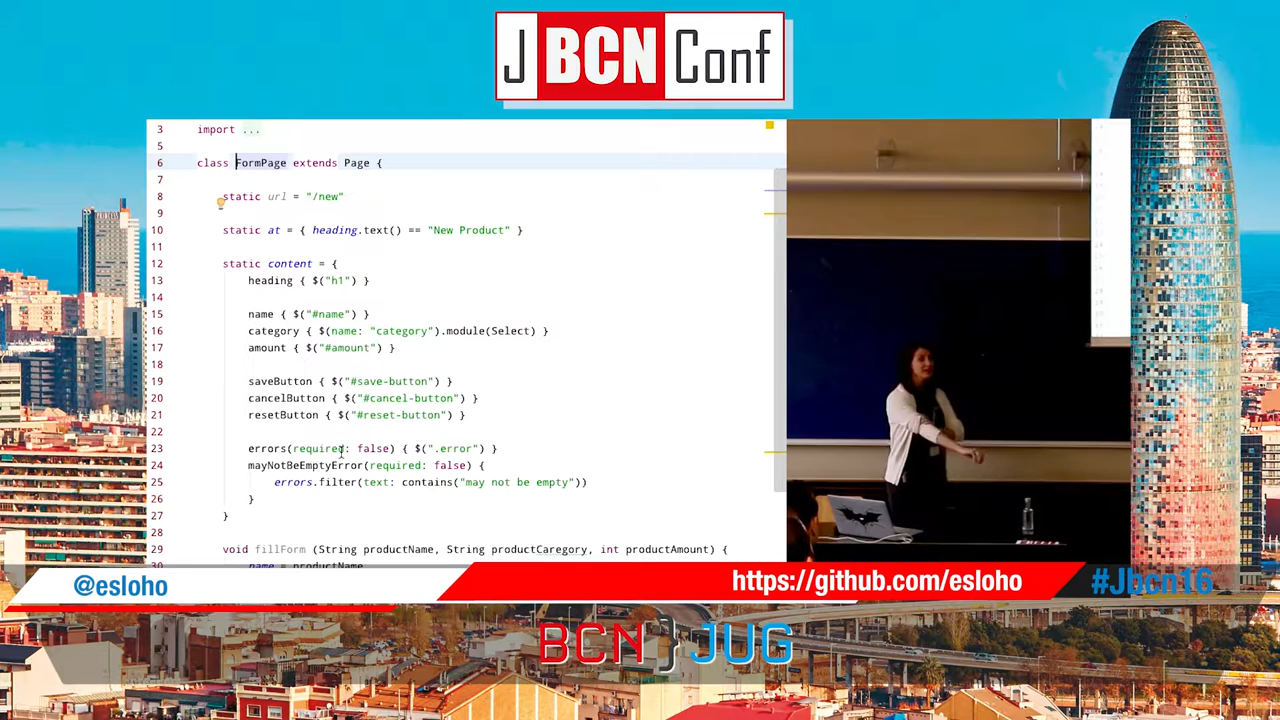 J BCN Conf
3 import ...
5
6 class FormPage extends Page {
7
8 static url = "/new"
9
10 static at = { heading.text() == "New Product" }
11
12 static content = {
13 heading { $("h1") }
14
15 name { $("#name") }
16 category { $(name: "category").module(Select) }
17 amount { $("#amount") }
18
19 saveButton { $("#save-button") }
20 cancelButton { $("#cancel-button") }
21 resetButton { $("#reset-button") }
22
23 errors(required: false) { $(".error") }
24 mayNotBeEmptyError(required: false) {
25 errors.filter(text: contains("may not be empty"))
26 }
27 }
28
29 void fillForm (String productName, String productCaregory, int productAmount) {
30 name = productName
@esloho
https://github.com/esloho
#Jbcn16
BCN } JUG